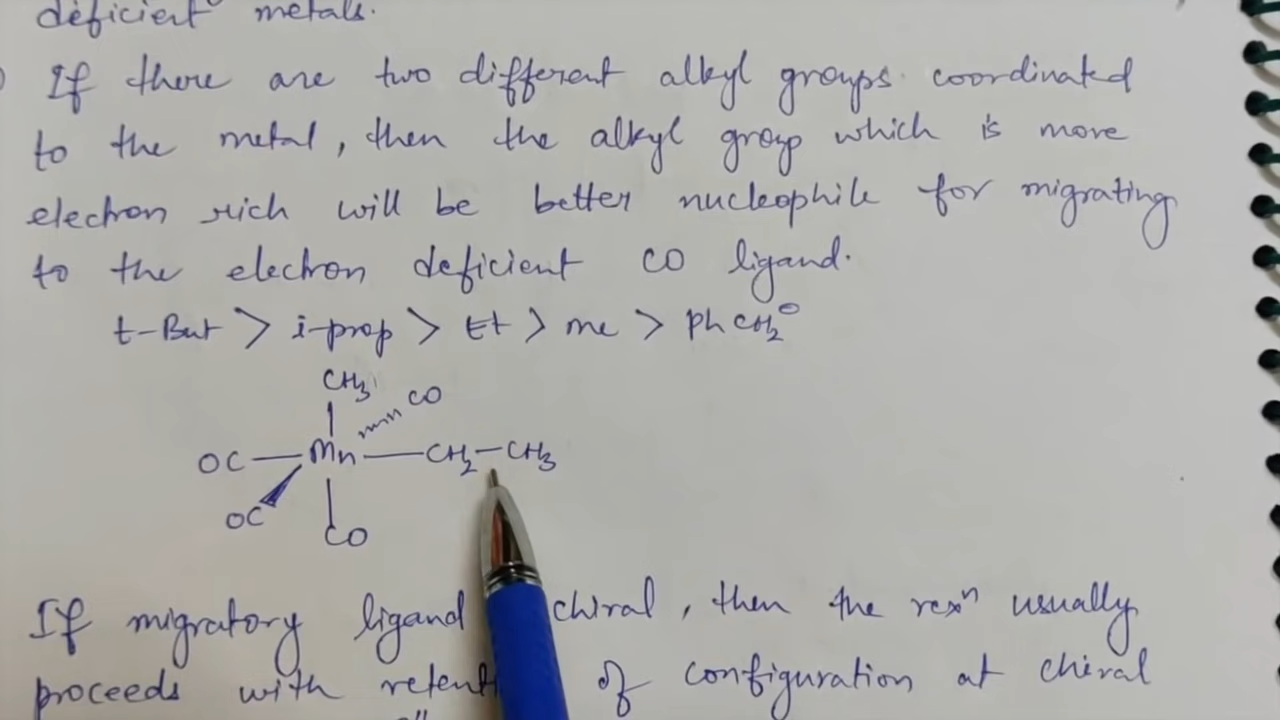 deficient metals.
If there are two different alkyl groups coordinated
to the metal, then the alkyl group which is more
electron rich will be better nucleophile for migrating
to the electron deficient CO ligand.
t-But > i-prop > Et > me > PhCH₂⊖
CH₃
CO
OC—Mn—CH₂—CH₃
OC
CO
If migratory ligand chiral, then the rexⁿ usually
proceeds with of configuration at chiral